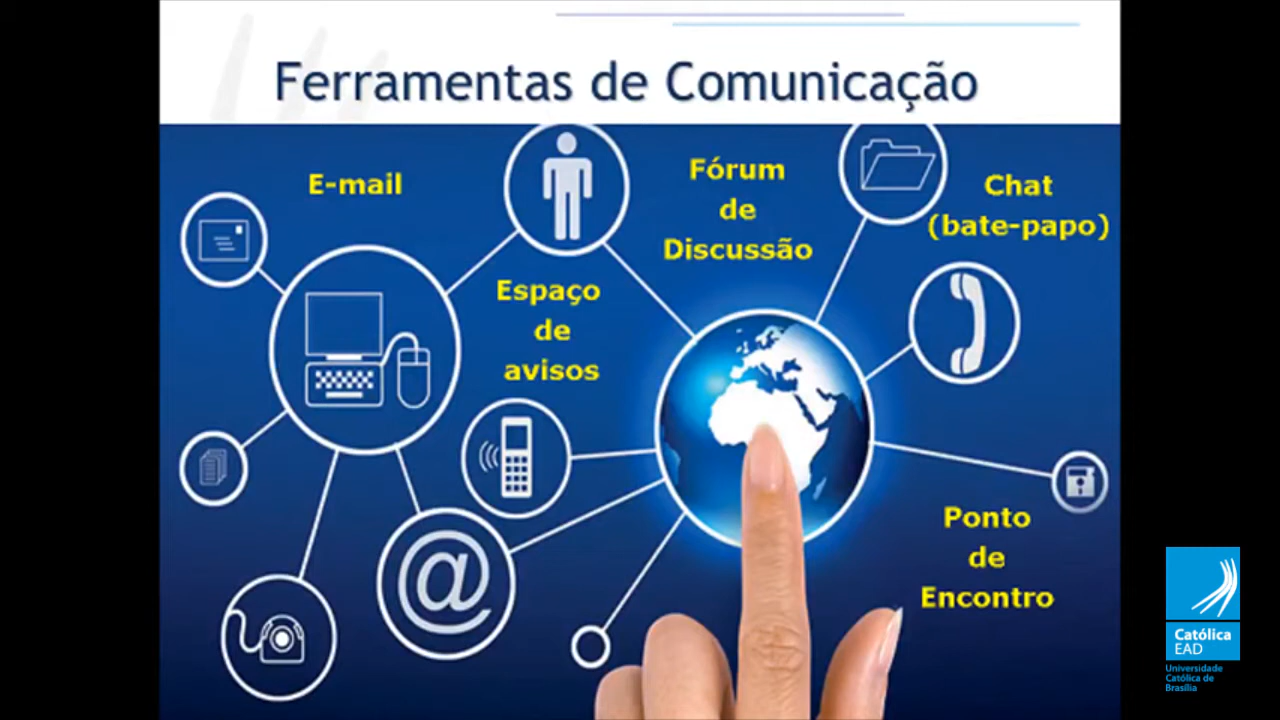 Ferramentas de Comunicação
E-mail
Fórum
de
Discussão
Chat
(bate-papo)
Espaço
de
avisos
@
Ponto
de
Encontro
Católica
EAD
Universidade
Católica de
Brasília